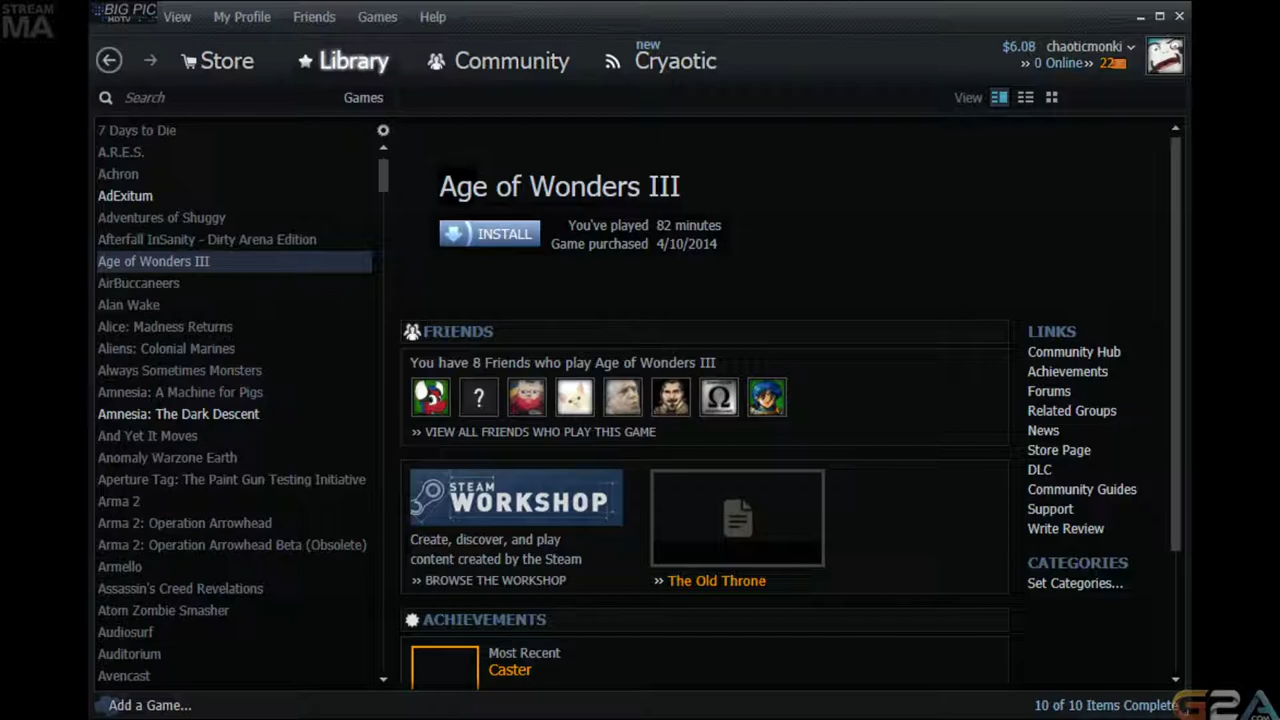 STREAM
MA
BIG PIC
HDTV
View My Profile Friends Games Help
Store Library Community new Cryaotic
$6.08 chaoticmonki
›› 0 Online›› 22
Search Games View
7 Days to Die
A.R.E.S.
Achron
AdExitum
Adventures of Shuggy
Afterfall InSanity - Dirty Arena Edition
Age of Wonders III
AirBuccaneers
Alan Wake
Alice: Madness Returns
Aliens: Colonial Marines
Always Sometimes Monsters
Amnesia: A Machine for Pigs
Amnesia: The Dark Descent
And Yet It Moves
Anomaly Warzone Earth
Aperture Tag: The Paint Gun Testing Initiative
Arma 2
Arma 2: Operation Arrowhead
Arma 2: Operation Arrowhead Beta (Obsolete)
Armello
Assassin's Creed Revelations
Atom Zombie Smasher
Audiosurf
Auditorium
Avencast
Age of Wonders III
INSTALL
You've played 82 minutes
Game purchased 4/10/2014
FRIENDS
You have 8 Friends who play Age of Wonders III
? Ω
›› VIEW ALL FRIENDS WHO PLAY THIS GAME
STEAM
WORKSHOP
Create, discover, and play
content created by the Steam
›› BROWSE THE WORKSHOP
›› The Old Throne
ACHIEVEMENTS
Most Recent
Caster
LINKS
Community Hub
Achievements
Forums
Related Groups
News
Store Page
DLC
Community Guides
Support
Write Review
CATEGORIES
Set Categories...
Add a Game...
10 of 10 Items Complete
G2A
.COM